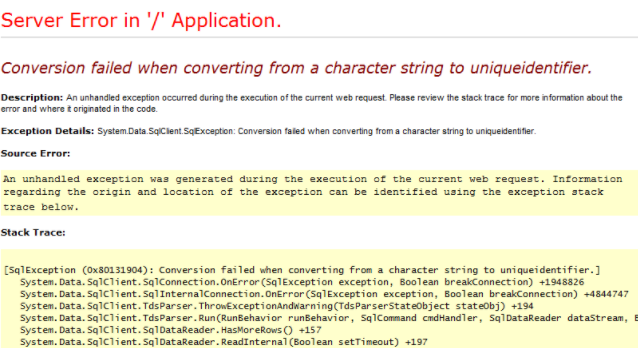 Server Error in '/' Application.
Conversion failed when converting from a character string to uniqueidentifier.
Description: An unhandled exception occurred during the execution of the current web request. Please review the stack trace for more information about the
error and where it originated in the code.
Exception Details: System.Data.SqlClient.SqlException: Conversion failed when converting from a character string to uniqueidentifier.
Source Error:
An unhandled exception was generated during the execution of the current web request. Information
regarding the origin and location of the exception can be identified using the exception stack
trace below.
Stack Trace:
[SqlException (0x80131904): Conversion failed when converting from a character string to uniqueidentifier.]
System.Data.SqlClient.SqlConnection.OnError(SqlException exception, Boolean breakConnection) +1948826
System.Data.SqlClient.SqlInternalConnection.OnError(SqlException exception, Boolean breakConnection) +4844747
System.Data.SqlClient.TdsParser.ThrowExceptionAndWarning(TdsParserStateObject stateObj) +194
System.Data.SqlClient.TdsParser.Run(RunBehavior runBehavior, SqlCommand cmdHandler, SqlDataReader dataStream,
System.Data.SqlClient.SqlDataReader.HasMoreRows() +157
System.Data.SqlClient.SqlDataReader.ReadInternal(Boolean setTimeout) +197